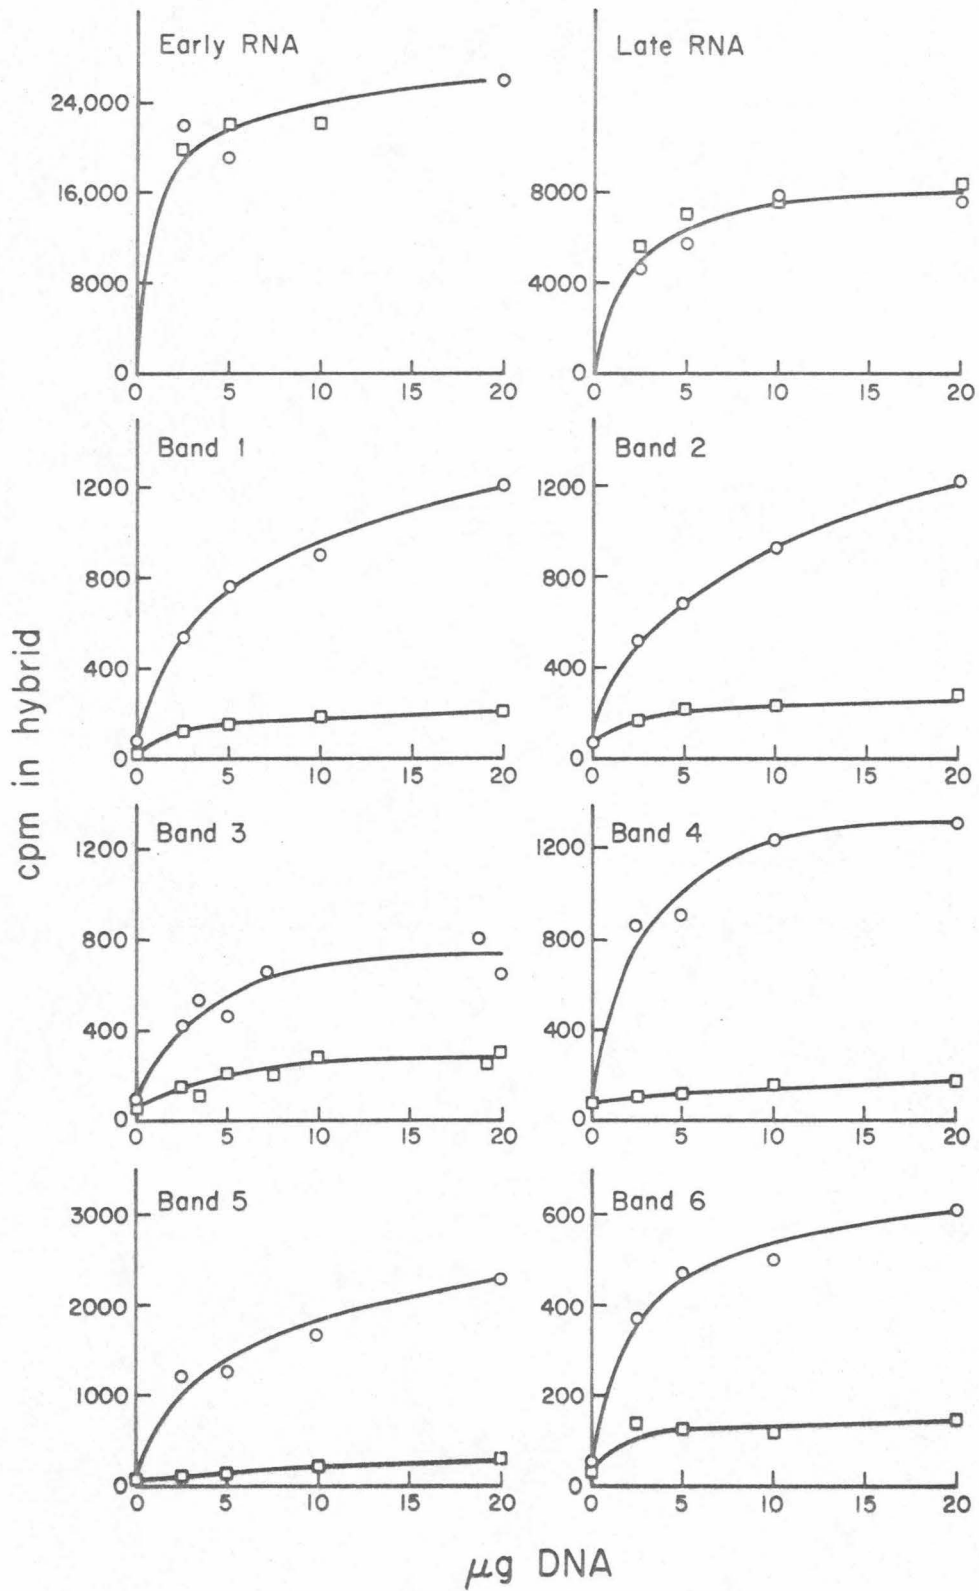 Early RNA
24,000
16,000
8000
0
0 5 10 15 20
Late RNA
8000
4000
0
0 5 10 15 20
Band 1
1200
800
400
0
0 5 10 15 20
Band 2
1200
800
400
0
0 5 10 15 20
Band 3
1200
800
400
0
0 5 10 15 20
Band 4
1200
800
400
0
0 5 10 15 20
Band 5
3000
2000
1000
0
0 5 10 15 20
Band 6
600
400
200
0
0 5 10 15 20
cpm in hybrid
μg DNA